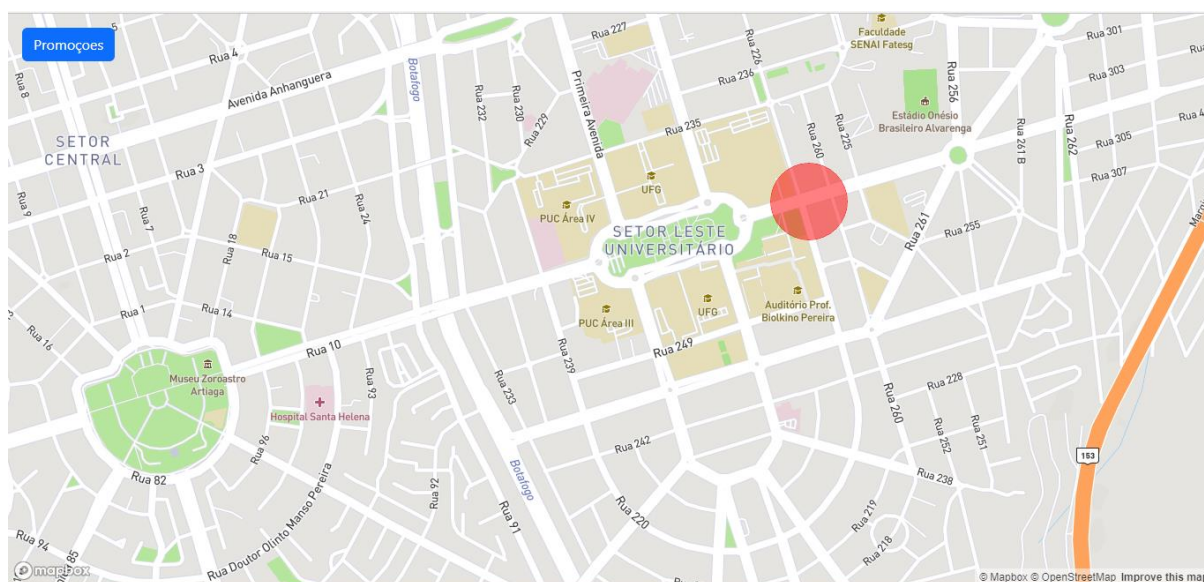 Promoçoes
Rua 227
Faculdade
SENAI Fatesg
Rua 301
Rua 4
Rua 8
Avenida Anhanguera
Botafogo
Primeira Avenida
Rua 226
Rua 236
Rua 256
Rua 303
Rua 232
Rua 230
Rua 229
Rua 235
Estádio Onésio
Brasileiro Alvarenga
Rua 225
Rua 260
Rua 261 B
Rua 262
Rua 305
SETOR
CENTRAL
Rua 3
Rua 307
Rua 21
UFG
Rua 9
Rua 7
Rua 24
PUC Área IV
Rua 18
SETOR LESTE
UNIVERSITÁRIO
Rua 261
Rua 255
Rua 2
Rua 15
Rua 1
Rua 14
Rua 16
Auditório Prof.
Biolkino Pereira
UFG
PUC Área III
Rua 10
Rua 249
Museu Zoroastro
Artiaga
Rua 93
Rua 239
Rua 233
Rua 228
Hospital Santa Helena
Rua 260
Rua 252
Rua 251
Rua 96
Rua 242
153
Rua 82
Botafogo
Rua 238
Rua 92
Rua 91
Rua 220
Rua 219
Rua 218
Rua Doutor Olinto Manso Pereira
Rua 94
mapbox
© Mapbox © OpenStreetMap Improve this m